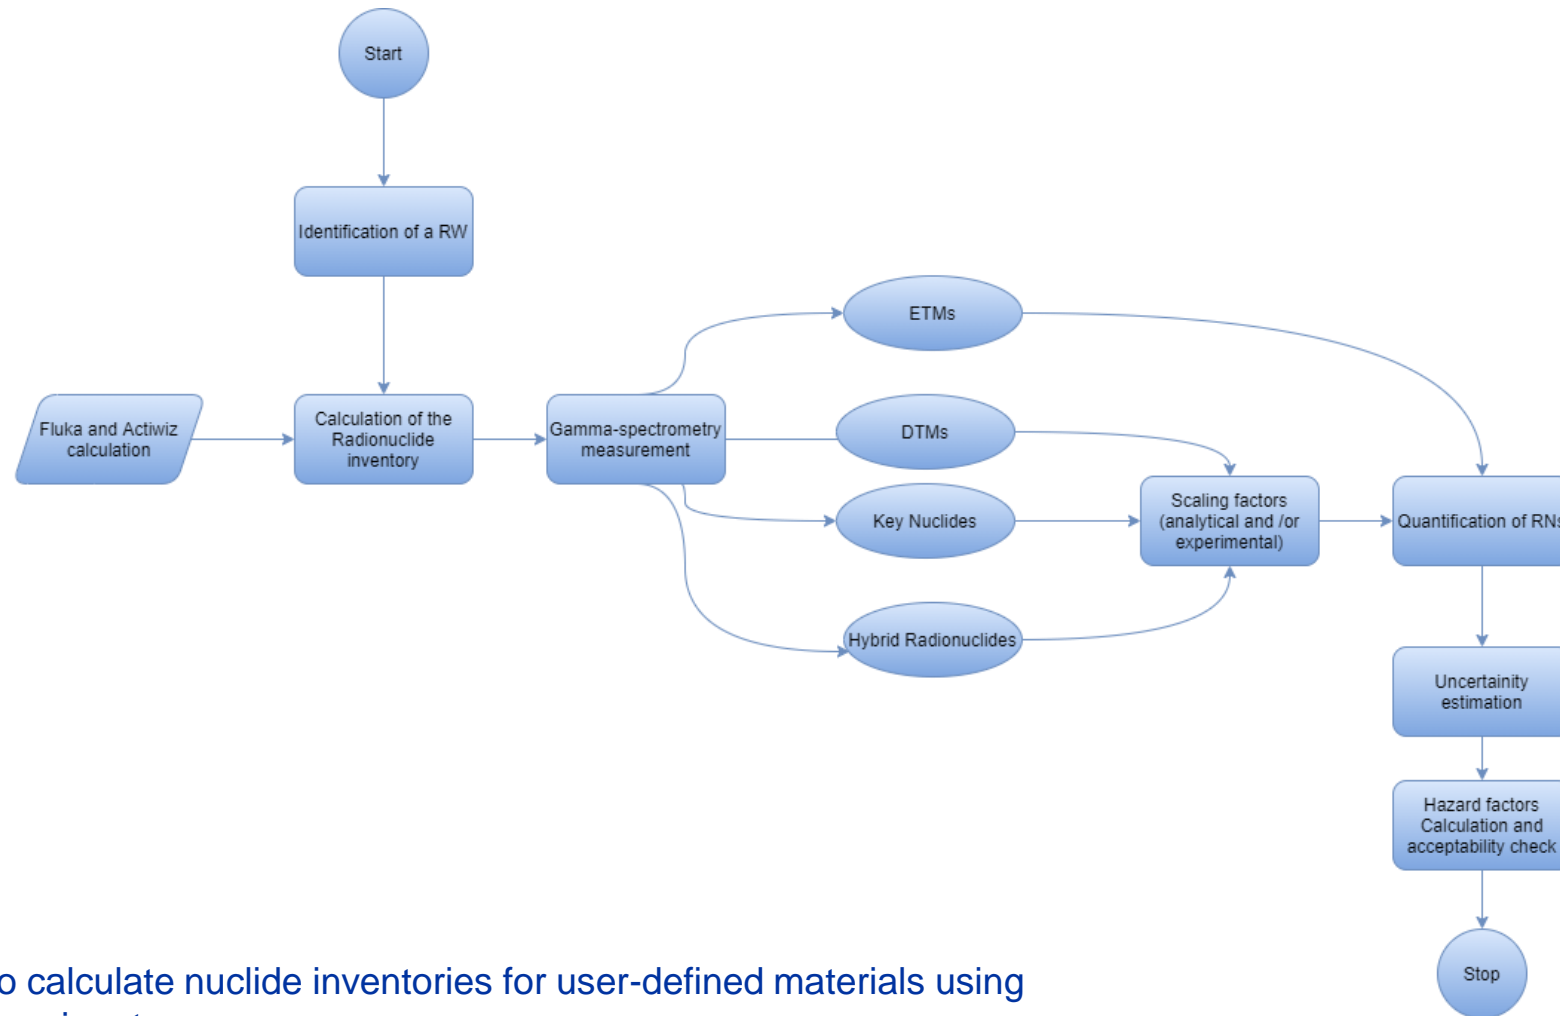 Start
Identification of a RW
Fluka and Actiwiz
calculation
Calculation of the
Radionuclide
inventory
Gamma-spectrometry
measurement
ETMs
DTMs
Key Nuclides
Hybrid Radionuclides
Scaling factors
(analytical and /or
experimental)
Quantification of RNs
Uncertainity
estimation
Hazard factors
Calculation and
acceptability check
Stop
o calculate nuclide inventories for user-defined materials using